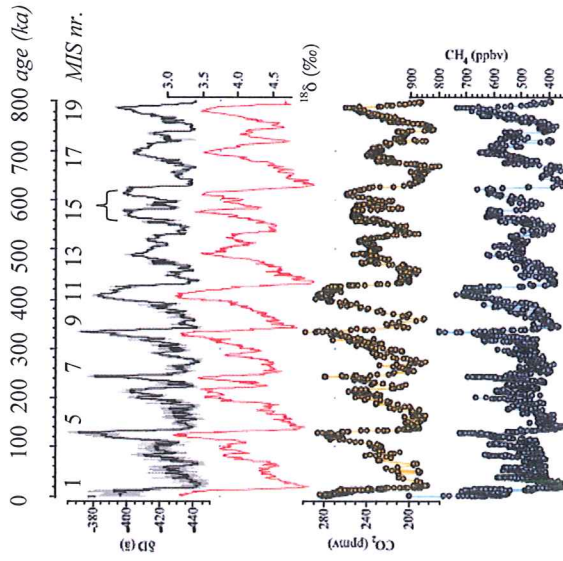 0 100 200 300 400 500 600 700 800 age (ka)
1 5 7 9 11 13 15 17 19 MIS nr.
-380
-400
-420
-440
δD (ā)
3.0
3.5
4.0
4.5
18δ (‰)
280
240
200
CO₂ (ppmv)
900
800
700
600
500
400
CH₄ (ppbv)